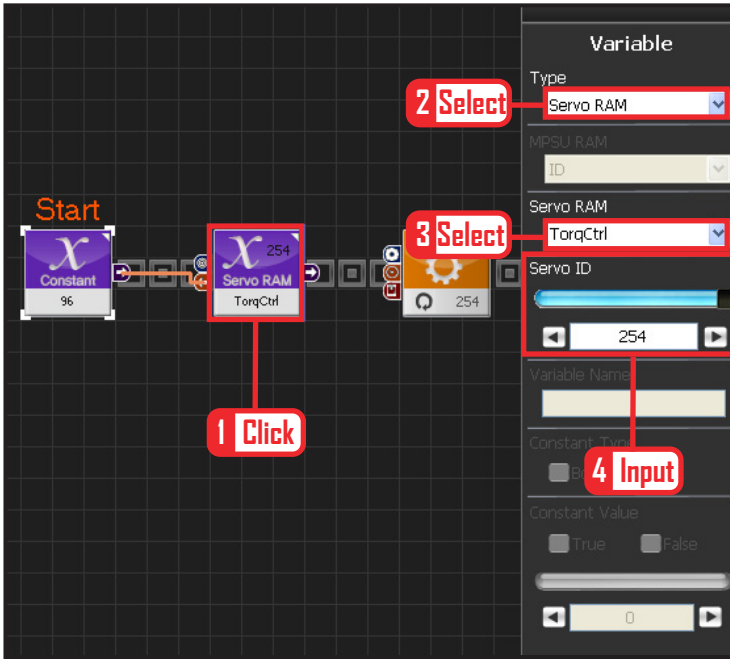 Variable
Type
2 Select
Servo RAM
MPSU RAM
ID
Servo RAM
3 Select
TorqCtrl
Servo ID
254
Variable Name
Constant Type
4 Input
Constant Value
True
False
0
Start
X
Constant
96
X
254
Servo RAM
TorqCtrl
254
1 Click